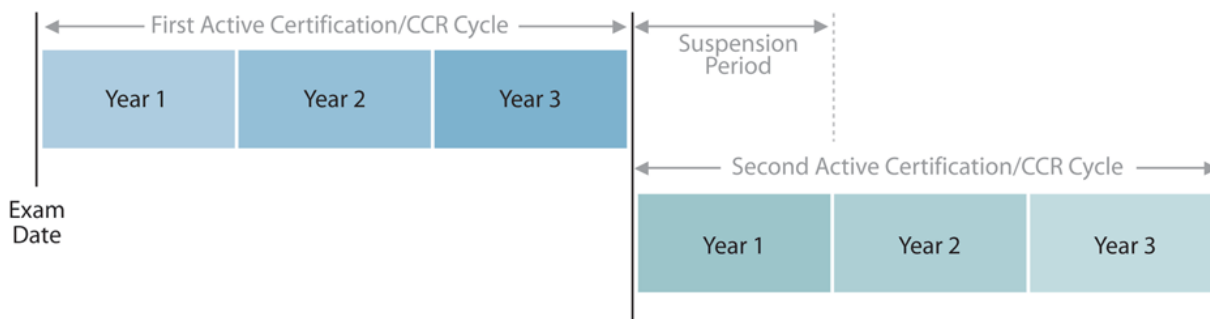 First Active Certification/CCR Cycle
Suspension
Period
Year 1
Year 2
Year 3
Exam
Date
Second Active Certification/CCR Cycle
Year 1
Year 2
Year 3